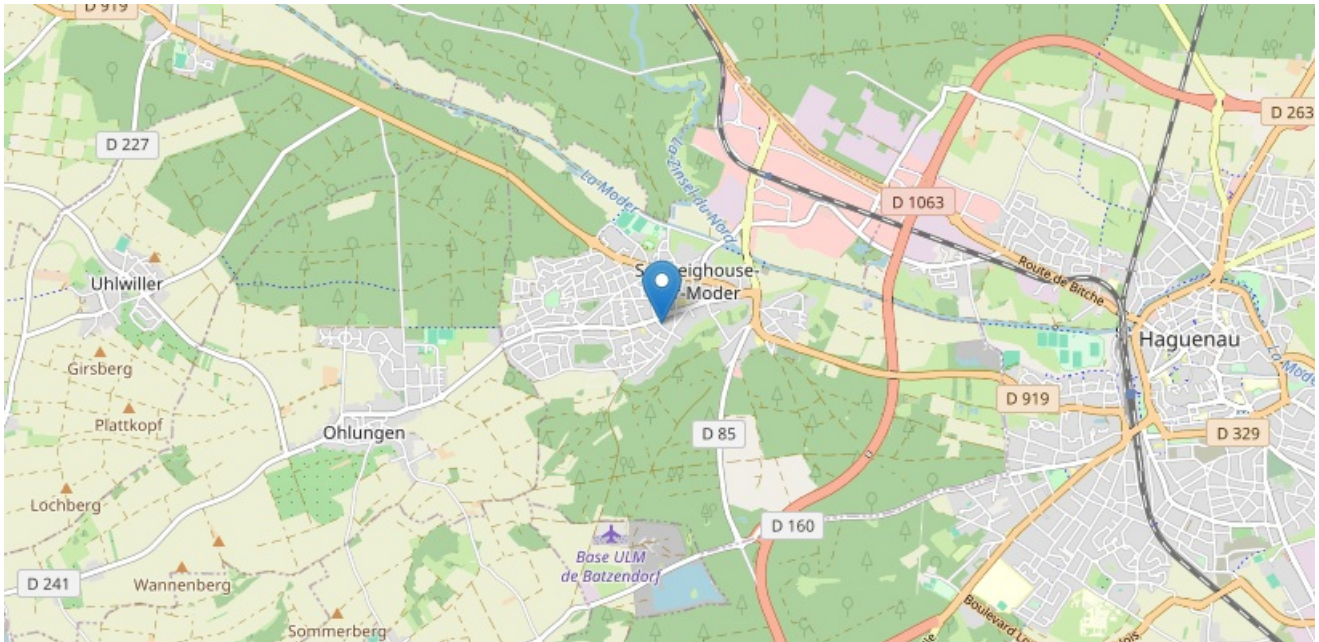 D 919
D 263
D 227
La Moder
La Zinsel du Nord
D 1063
Uhlwiller
eighouse-
-Moder
Route de Bitche
Haguenau
La Moder
Girsberg
Plattkopf
Ohlungen
D 919
D 85
D 329
Lochberg
D 160
Base ULM
de Batzendorf
D 241
Wannenberg
Sommerberg